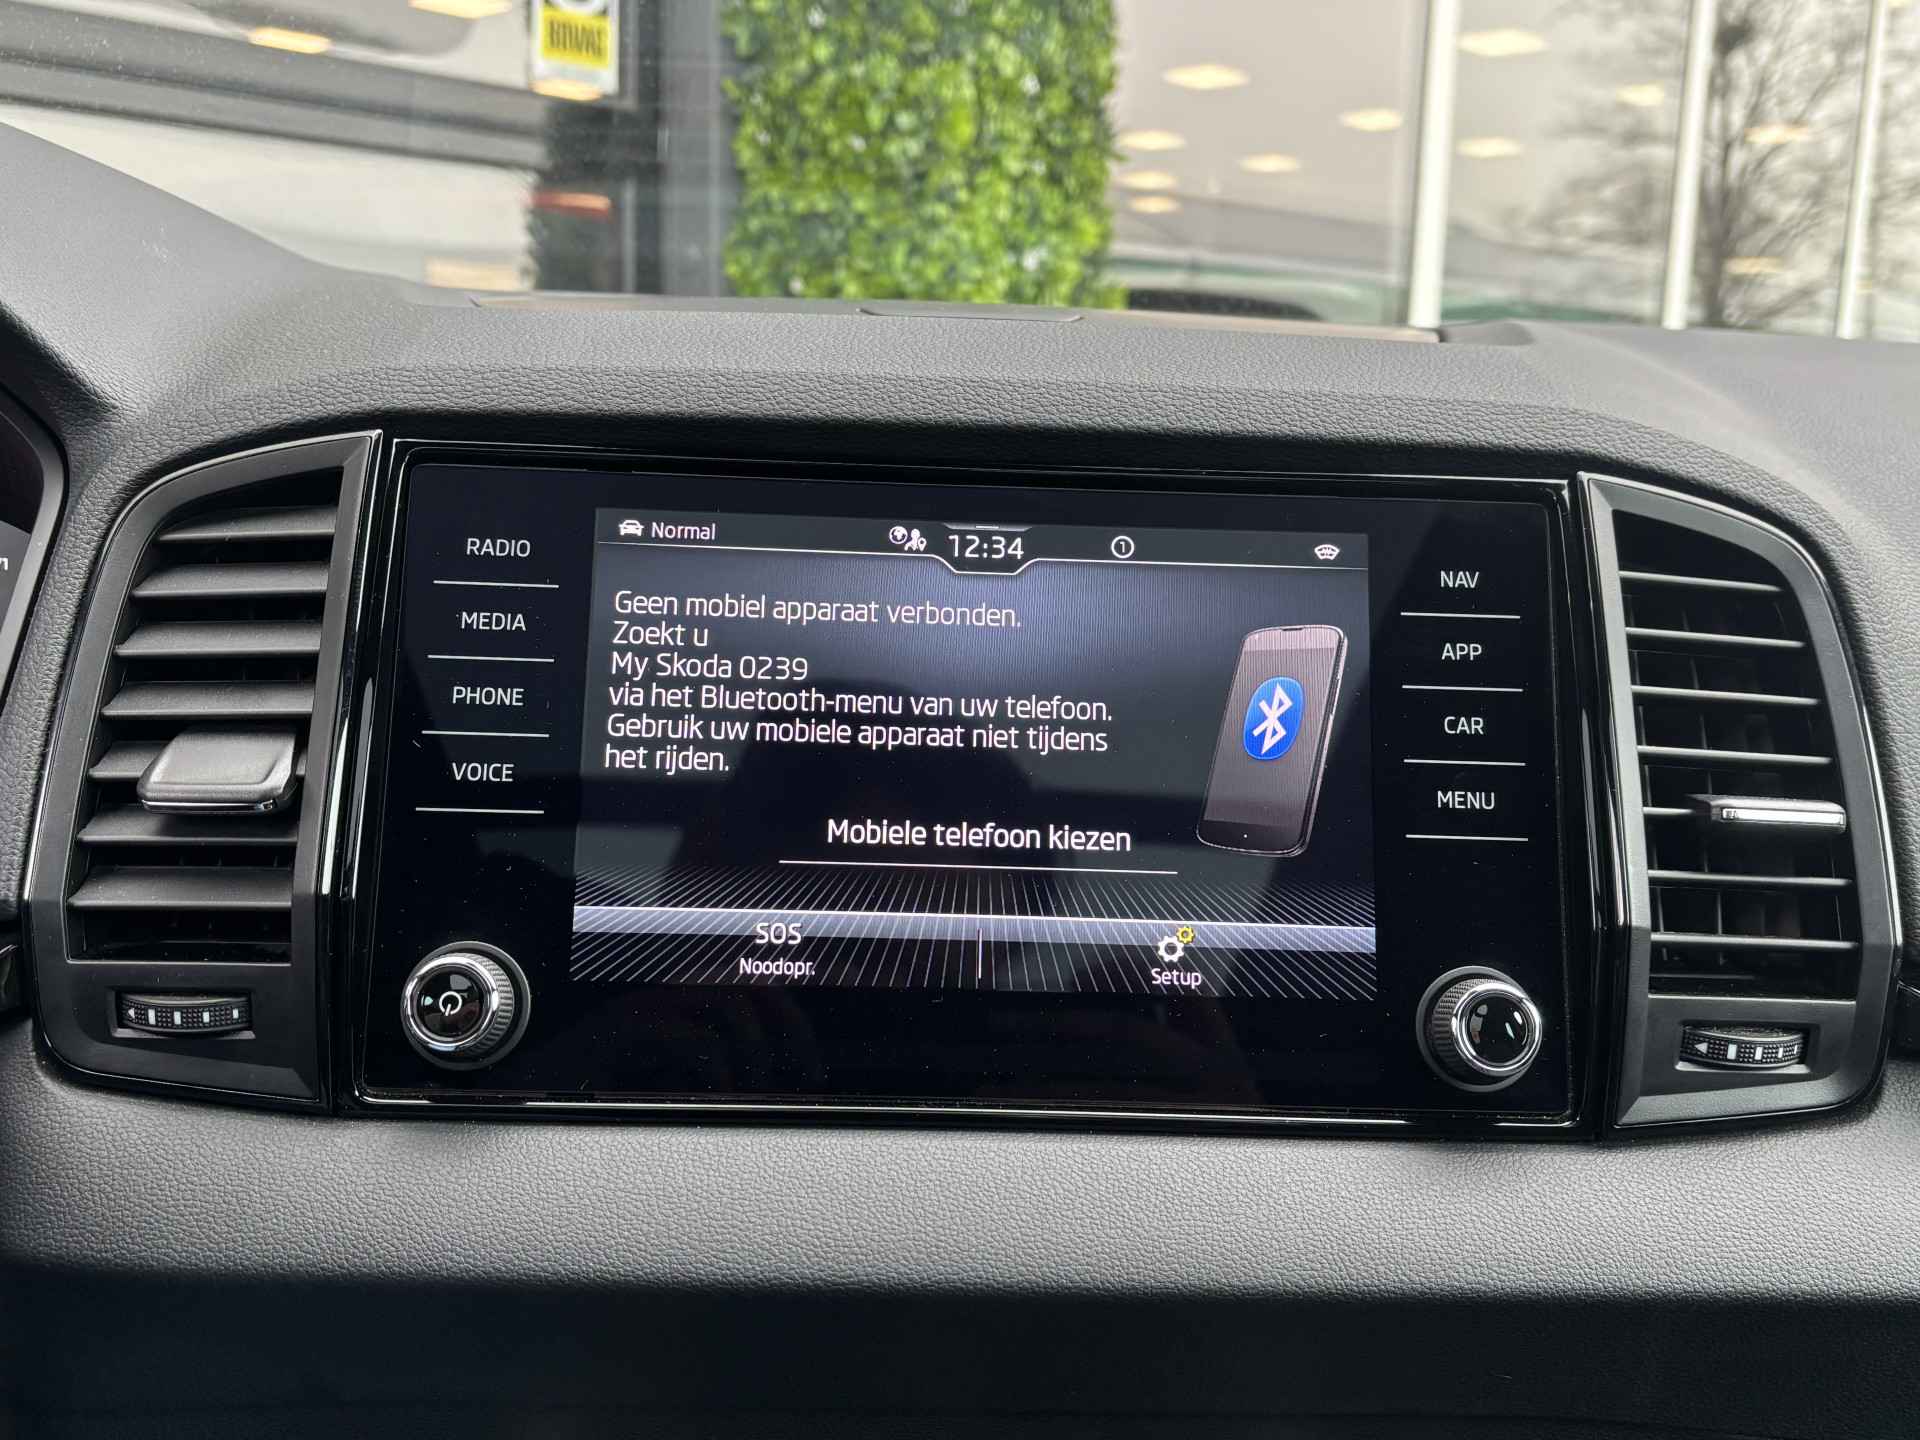 BOVAG
RADIO
MEDIA
PHONE
VOICE
Normal
12:34
1
Geen mobiel apparaat verbonden.
Zoekt u
My Skoda 0239
via het Bluetooth-menu van uw telefoon.
Gebruik uw mobiele apparaat niet tijdens
het rijden.
Mobiele telefoon kiezen
SOS
Noodopr.
Setup
NAV
APP
CAR
MENU